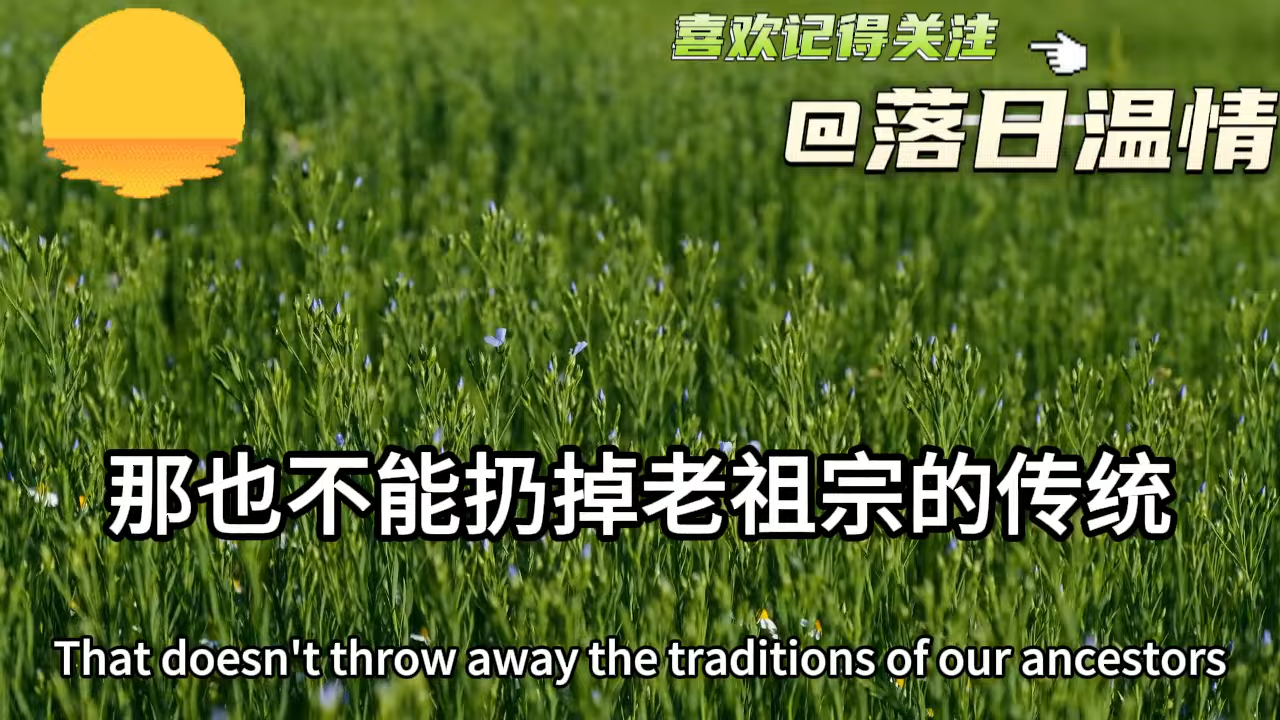 喜欢记得关注
@落日温情
那也不能扔掉老祖宗的传统
That doesn't throw away the traditions of our ancestors